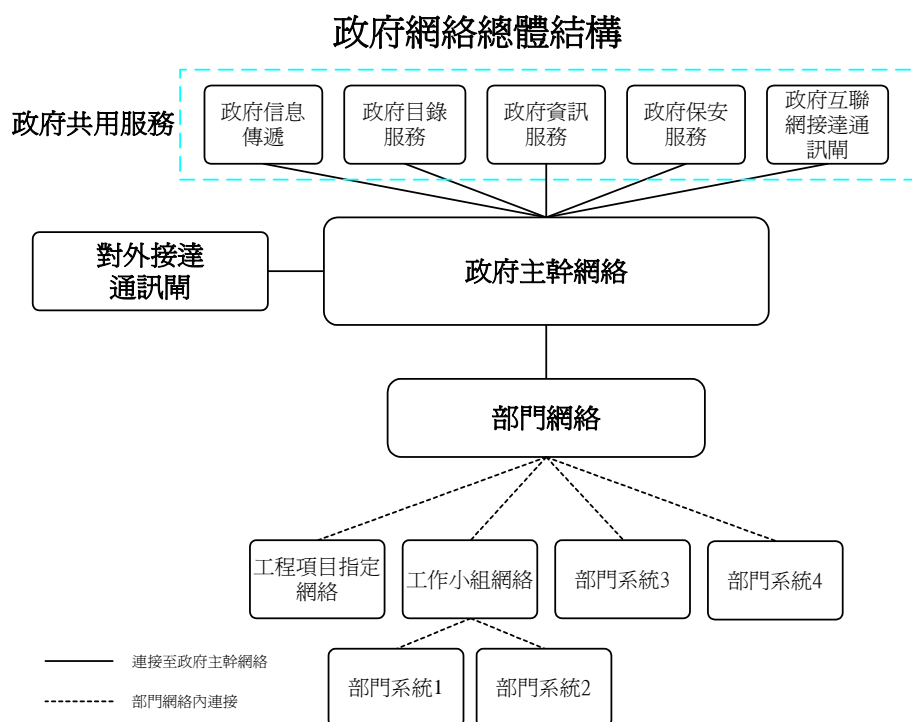 政府網絡總體結構
政府共用服務
政府信息
傳遞
政府目錄
服務
政府資訊
服務
政府保安
服務
政府互聯
網接達通
訊閘
對外接達
通訊閘
政府主幹網絡
部門網絡
工程項目指定
網絡
工作小組網絡
部門系統3
部門系統4
部門系統1
部門系統2
連接至政府主幹網絡
部門網絡內連接